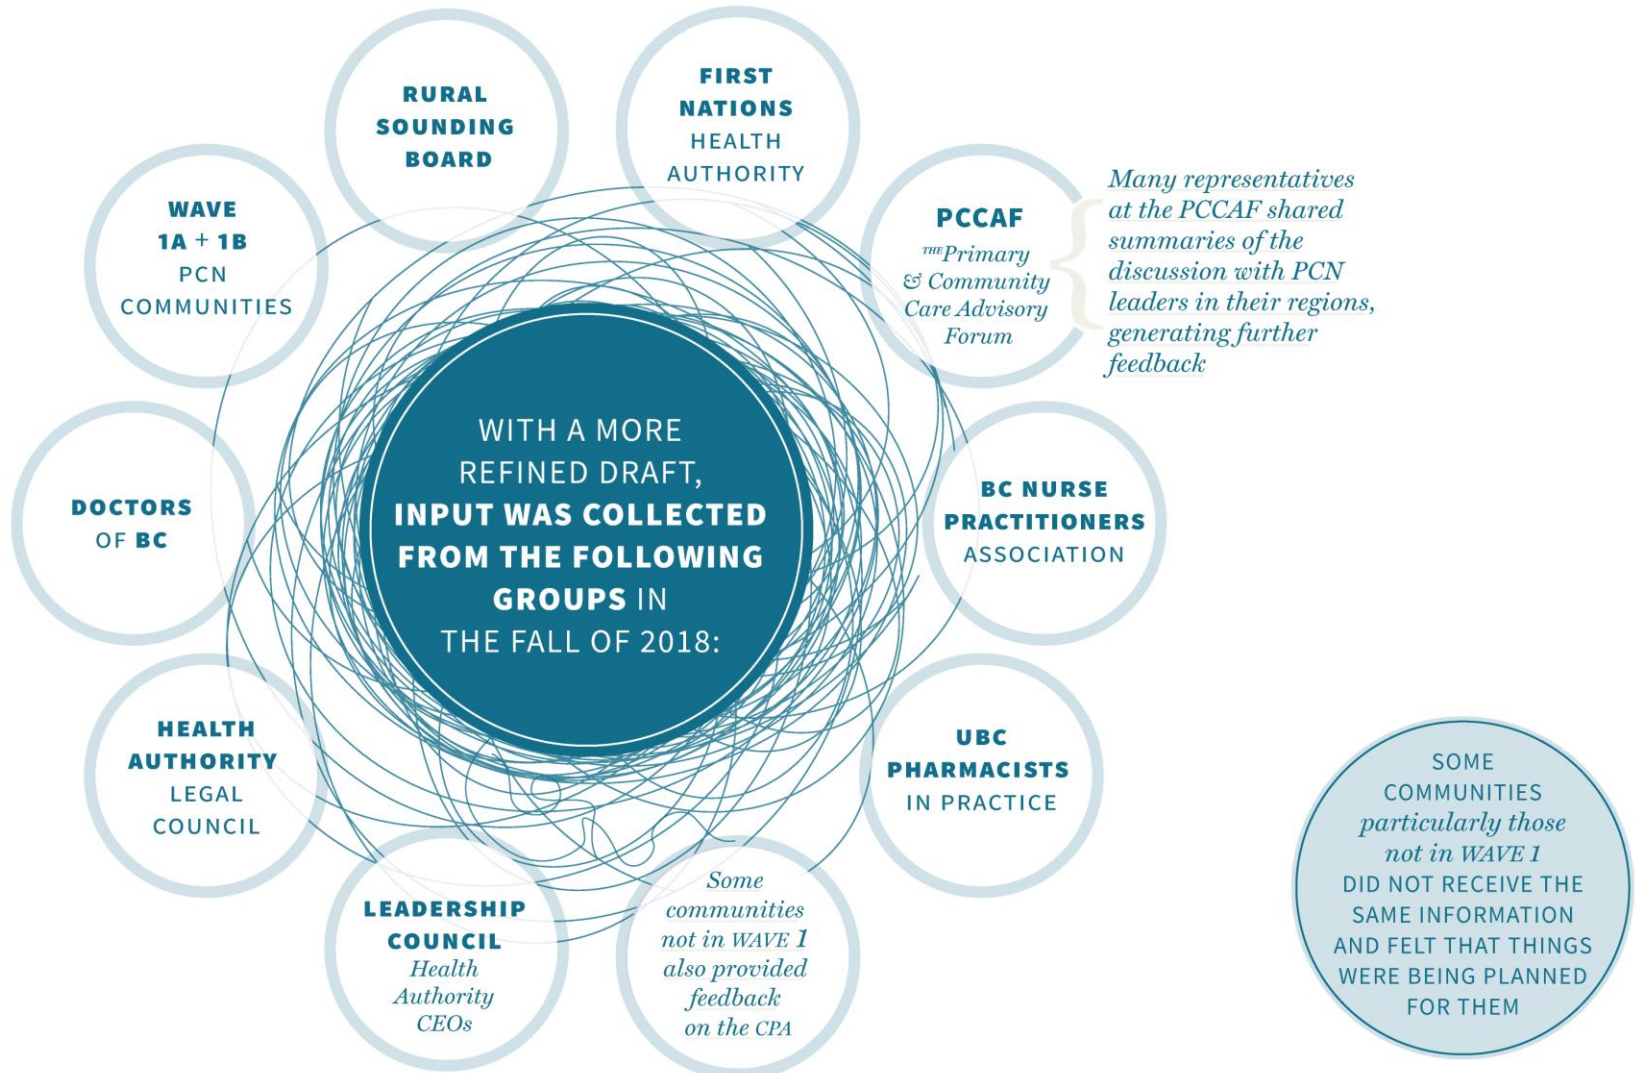 WITH A MORE
REFINED DRAFT,
INPUT WAS COLLECTED
FROM THE FOLLOWING
GROUPS IN
THE FALL OF 2018:
RURAL
SOUNDING
BOARD
FIRST
NATIONS
HEALTH
AUTHORITY
PCCAF
THE Primary
& Community
Care Advisory
Forum
Many representatives
at the PCCAF shared
summaries of the
discussion with PCN
leaders in their regions,
generating further
feedback
BC NURSE
PRACTITIONERS
ASSOCIATION
UBC
PHARMACISTS
IN PRACTICE
Some
communities
not in WAVE 1
also provided
feedback
on the CPA
LEADERSHIP
COUNCIL
Health
Authority
CEOs
HEALTH
AUTHORITY
LEGAL
COUNCIL
DOCTORS
OF BC
WAVE
1A + 1B
PCN
COMMUNITIES
SOME
COMMUNITIES
particularly those
not in WAVE 1
DID NOT RECEIVE THE
SAME INFORMATION
AND FELT THAT THINGS
WERE BEING PLANNED
FOR THEM